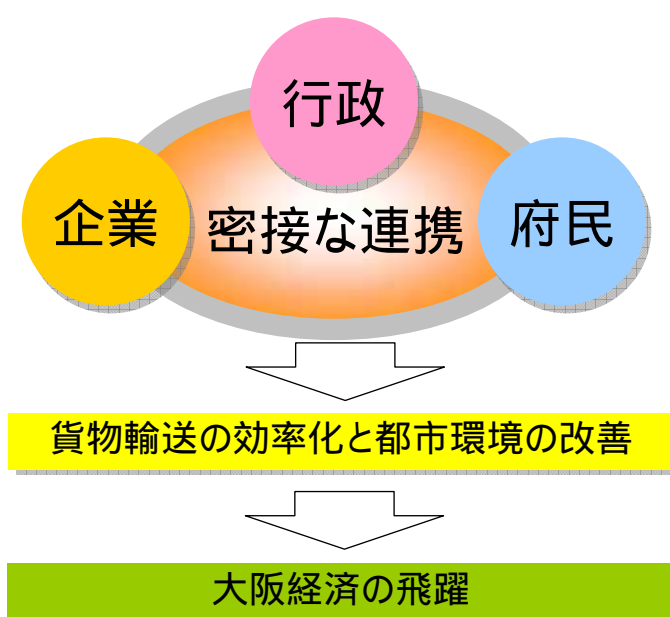 行政
企業
密接な連携
府民
貨物輸送の効率化と都市環境の改善
大阪経済の飛躍